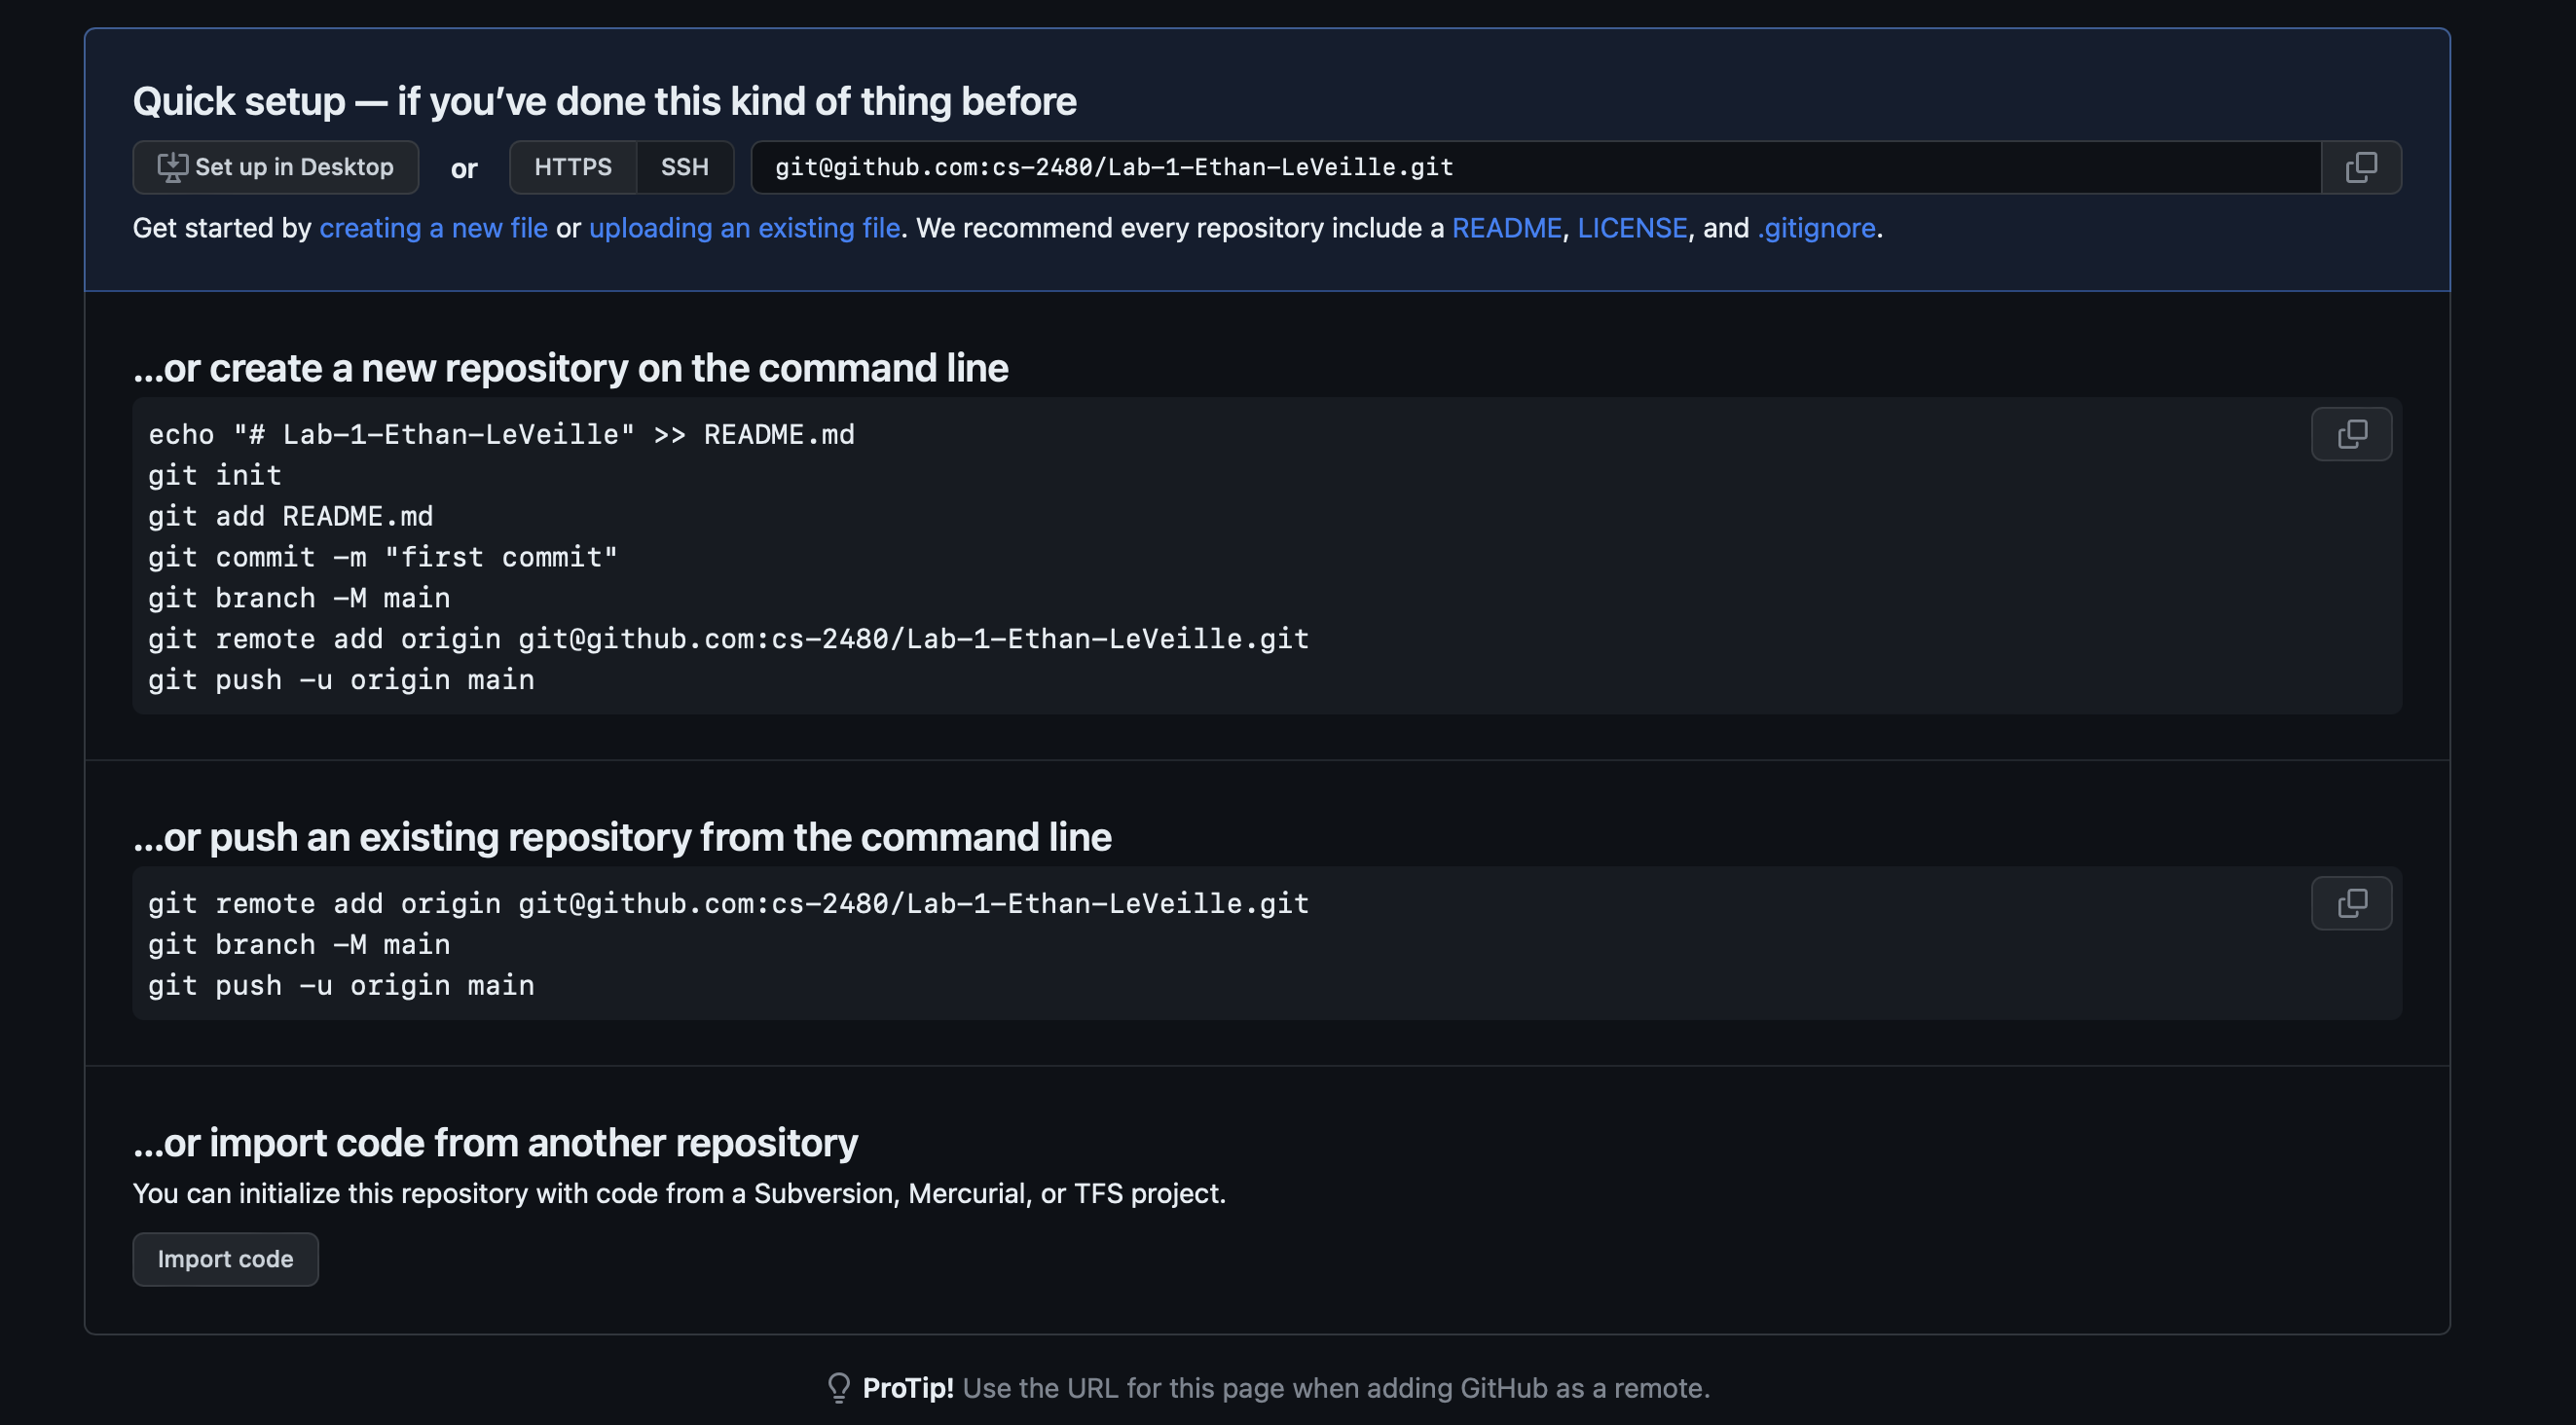 Quick setup — if you’ve done this kind of thing before
Set up in Desktop or HTTPS SSH git@github.com:cs-2480/Lab-1-Ethan-LeVeille.git
Get started by creating a new file or uploading an existing file. We recommend every repository include a README, LICENSE, and .gitignore.
…or create a new repository on the command line
echo "# Lab-1-Ethan-LeVeille" >> README.md
git init
git add README.md
git commit -m "first commit"
git branch -M main
git remote add origin git@github.com:cs-2480/Lab-1-Ethan-LeVeille.git
git push -u origin main
…or push an existing repository from the command line
git remote add origin git@github.com:cs-2480/Lab-1-Ethan-LeVeille.git
git branch -M main
git push -u origin main
…or import code from another repository
You can initialize this repository with code from a Subversion, Mercurial, or TFS project.
Import code
ProTip! Use the URL for this page when adding GitHub as a remote.